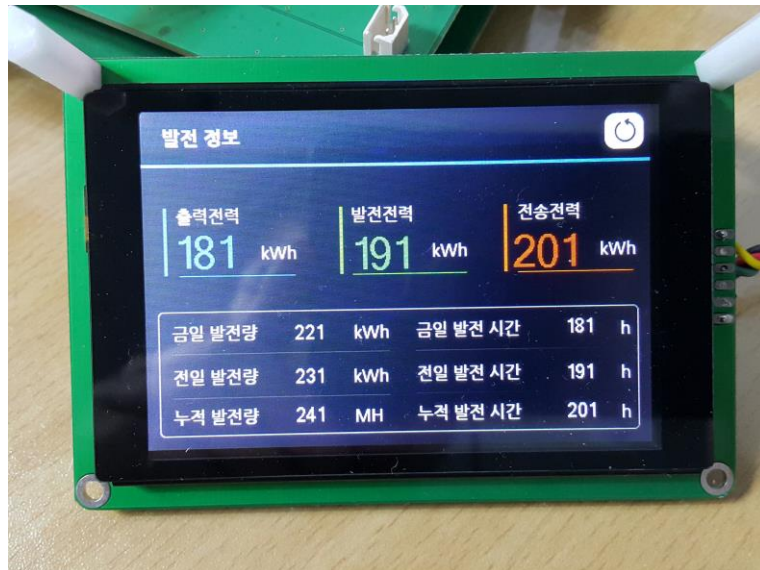 발전 정보
출력전력 발전전력 전송전력
181 kWh 191 kWh 201 kWh
금일 발전량 221 kWh 금일 발전 시간 181 h
전일 발전량 231 kWh 전일 발전 시간 191 h
누적 발전량 241 MH 누적 발전 시간 201 h